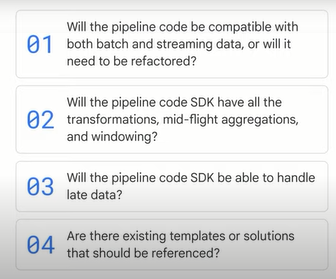 01
Will the pipeline code be compatible with
both batch and streaming data, or will it
need to be refactored?
02
Will the pipeline code SDK have all the
transformations, mid-flight aggregations,
and windowing?
03
Will the pipeline code SDK be able to handle
late data?
04
Are there existing templates or solutions
that should be referenced?